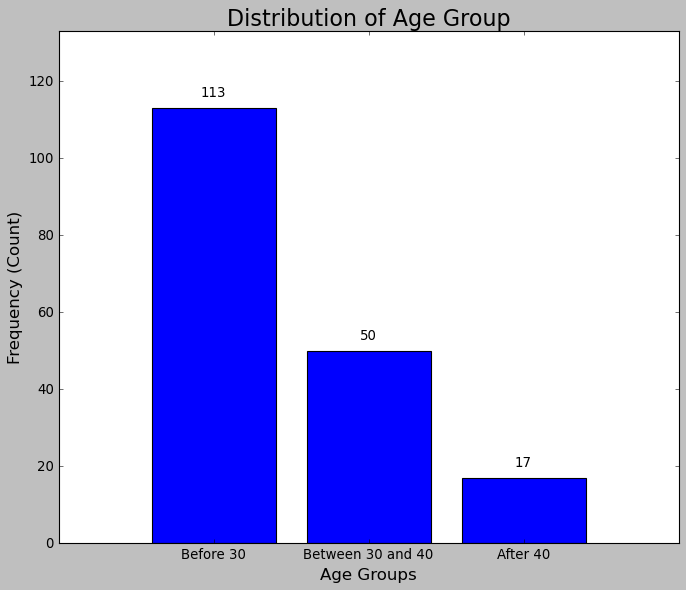 Distribution of Age Group
120
100
80
60
40
20
0
Frequency (Count)
113
50
17
Before 30
Between 30 and 40
After 40
Age Groups